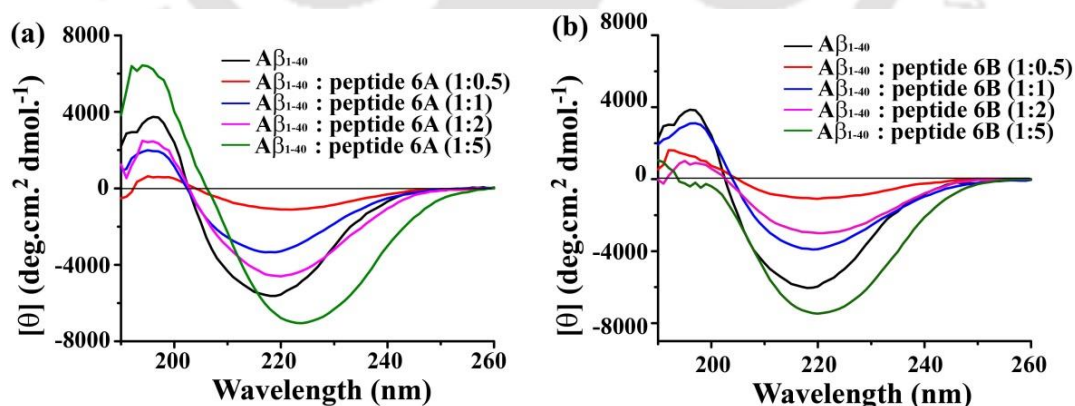 (a)
8000
4000
0
-4000
-8000
[θ] (deg.cm.² dmol.⁻¹)
Aβ₁₋₄₀
Aβ₁₋₄₀ : peptide 6A (1:0.5)
Aβ₁₋₄₀ : peptide 6A (1:1)
Aβ₁₋₄₀ : peptide 6A (1:2)
Aβ₁₋₄₀ : peptide 6A (1:5)
200 220 240 260
Wavelength (nm)
(b)
8000
4000
0
-4000
-8000
[θ] (deg.cm.² dmol.⁻¹)
Aβ₁₋₄₀
Aβ₁₋₄₀ : peptide 6B (1:0.5)
Aβ₁₋₄₀ : peptide 6B (1:1)
Aβ₁₋₄₀ : peptide 6B (1:2)
Aβ₁₋₄₀ : peptide 6B (1:5)
200 220 240 260
Wavelength (nm)